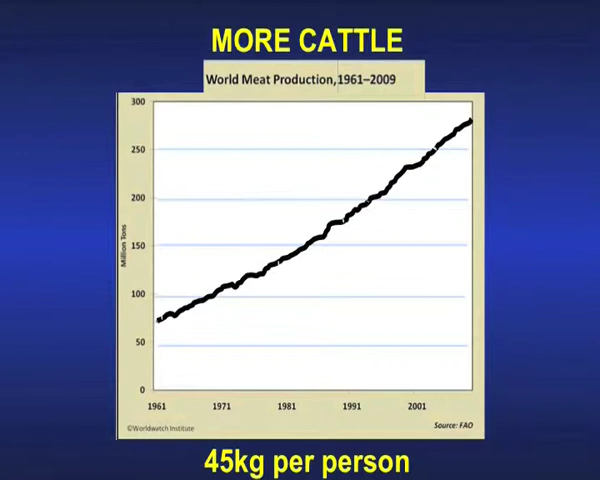 MORE CATTLE
World Meat Production, 1961–2009
300
250
200
150
100
50
0
Million Tons
1961 1971 1981 1991 2001
©Worldwatch Institute
Source: FAO
45kg per person